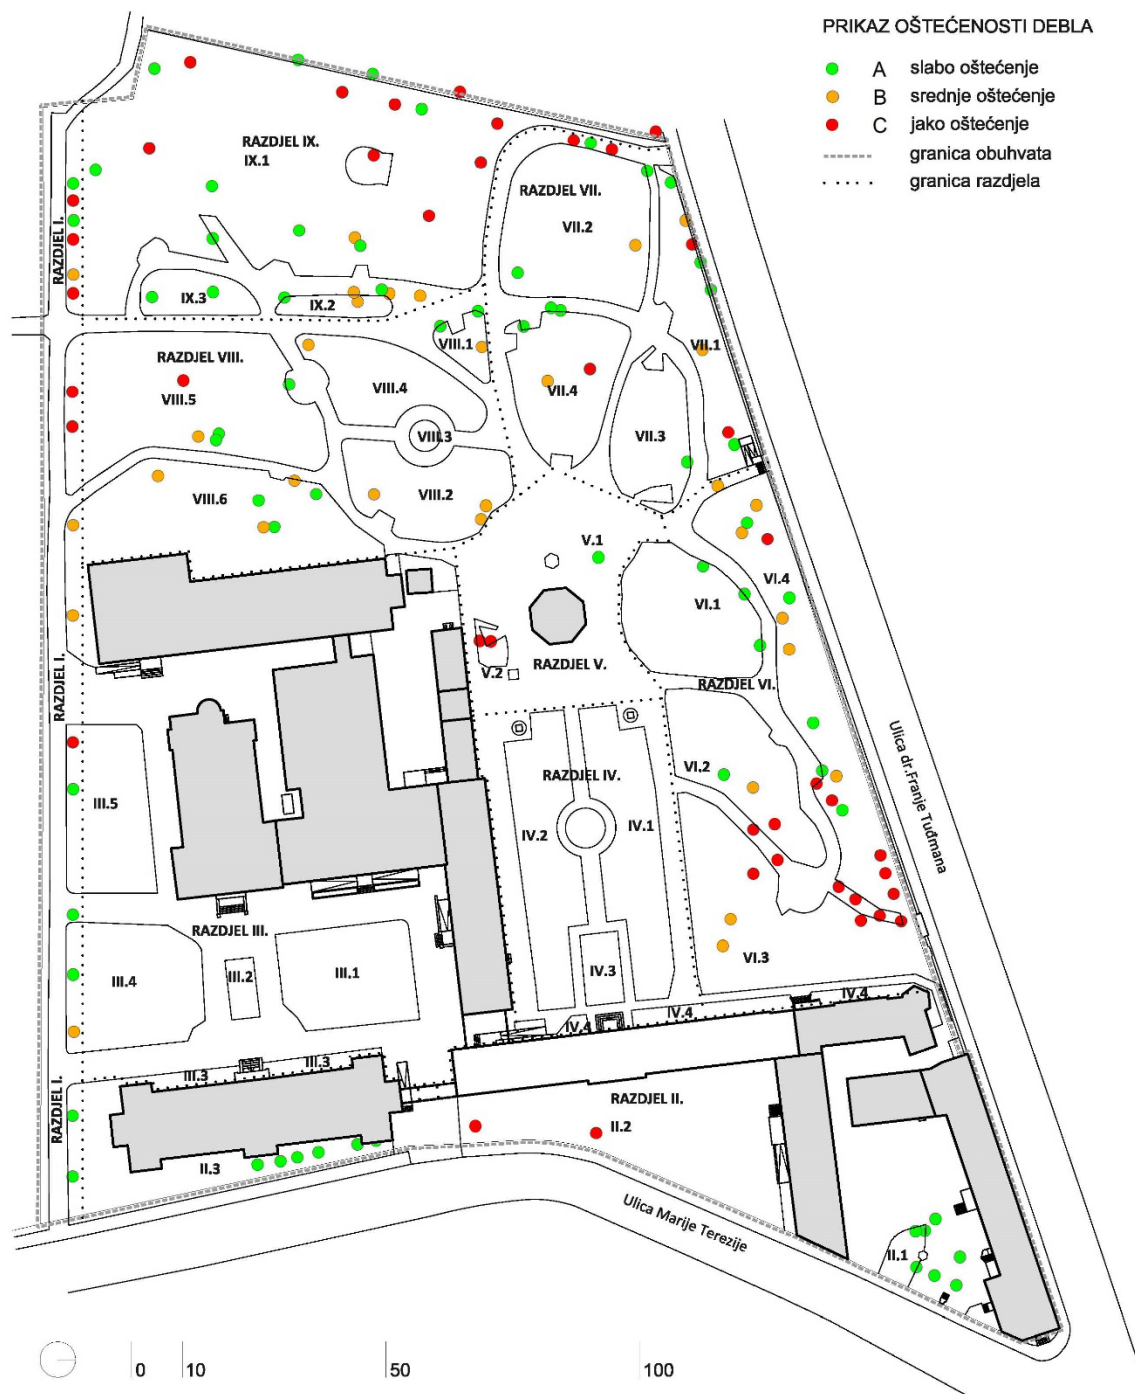 PRIKAZ OŠTEĆENOSTI DEBLA
A slabo oštećenje
B srednje oštećenje
C jako oštećenje
granica obuhvata
granica razdjela
RAZDJEL IX.
IX.1
RAZDJEL VII.
VII.2
RAZDJEL I.
IX.3
IX.2
VIII.1
VII.1
RAZDJEL VIII.
VIII.4
VIII.5
VII.4
VIII.3
VII.3
VIII.2
VIII.6
V.1
VI.4
VI.1
RAZDJEL V.
V.2
RAZDJEL I.
RAZDJEL VI.
Ulica dr.Franje Tuđmana
VI.2
RAZDJEL IV.
III.5
IV.2
IV.1
RAZDJEL III.
III.4
III.2
III.1
IV.3
VI.3
IV.4
IV.4
IV.4
III.3
III.3
RAZDJEL I.
RAZDJEL II.
II.2
II.3
Ulica Marije Terezije
II.1
0 10 50 100